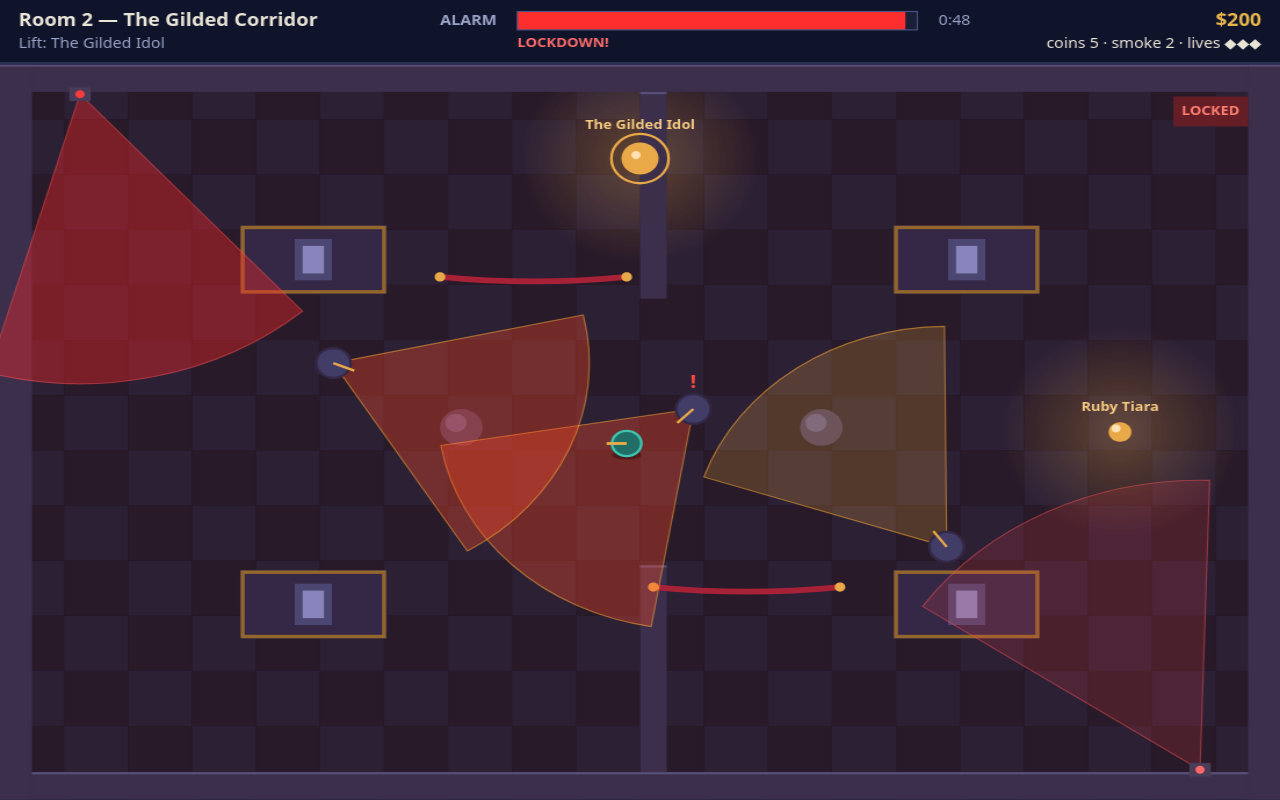 Room 2 — The Gilded Corridor
Lift: The Gilded Idol
ALARM
0:48
LOCKDOWN!
$200
coins 5 · smoke 2 · lives ◆◆◆
LOCKED
The Gilded Idol
!
Ruby Tiara